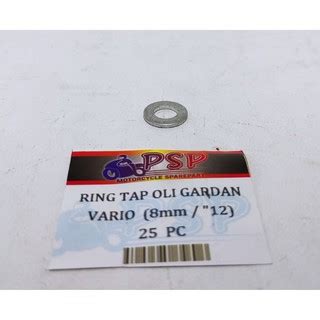 PSP
MOTORCYCLE SPAREPART
RING TAP OLI GARDAN
VARIO (8mm / "12)
25 PC